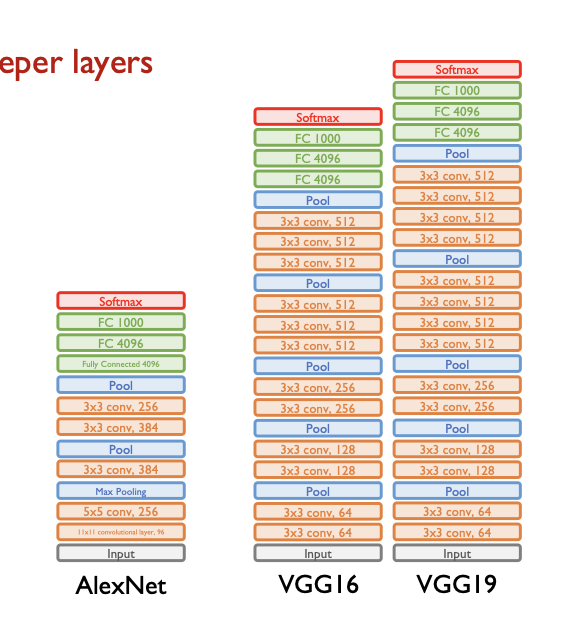 eper layers
Softmax
FC 1000
FC 4096
Fully Connected 4096
Pool
3x3 conv, 256
3x3 conv, 384
Pool
3x3 conv, 384
Max Pooling
5x5 conv, 256
11x11 convolutional layer, 96
Input
AlexNet
Softmax
FC 1000
FC 4096
FC 4096
Pool
3x3 conv, 512
3x3 conv, 512
3x3 conv, 512
Pool
3x3 conv, 512
3x3 conv, 512
3x3 conv, 512
Pool
3x3 conv, 256
3x3 conv, 256
Pool
3x3 conv, 128
3x3 conv, 128
Pool
3x3 conv, 64
3x3 conv, 64
Input
VGG16
Softmax
FC 1000
FC 4096
FC 4096
Pool
3x3 conv, 512
3x3 conv, 512
3x3 conv, 512
3x3 conv, 512
Pool
3x3 conv, 512
3x3 conv, 512
3x3 conv, 512
3x3 conv, 512
Pool
3x3 conv, 256
3x3 conv, 256
Pool
3x3 conv, 128
3x3 conv, 128
Pool
3x3 conv, 64
3x3 conv, 64
Input
VGG19